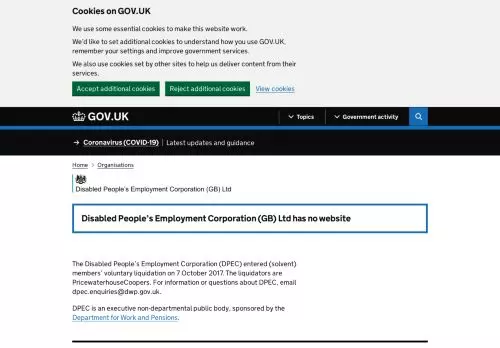 Cookies on GOV.UK
We use some essential cookies to make this website work.
We'd like to set additional cookies to understand how you use GOV.UK,
remember your settings and improve government services.
We also use cookies set by other sites to help us deliver content from their
services.
Accept additional cookies Reject additional cookies View cookies
GOV.UK Topics Government activity
→ Coronavirus (COVID-19) Latest updates and guidance
Home > Organisations
Disabled People's Employment Corporation (GB) Ltd
Disabled People's Employment Corporation (GB) Ltd has no website
The Disabled People's Employment Corporation (DPEC) entered (solvent)
members' voluntary liquidation on 7 October 2017. The liquidators are
PricewaterhouseCoopers. For information or questions about DPEC, email
dpec.enquiries@dwp.gov.uk.
DPEC is an executive non-departmental public body, sponsored by the
Department for Work and Pensions.